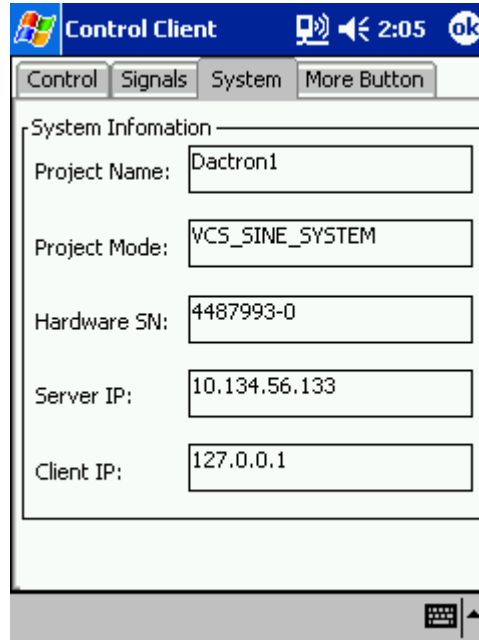 Control Client 2:05 ok
Control Signals System More Button
System Infomation
Project Name: Dactron1
Project Mode: VCS_SINE_SYSTEM
Hardware SN: 4487993-0
Server IP: 10.134.56.133
Client IP: 127.0.0.1